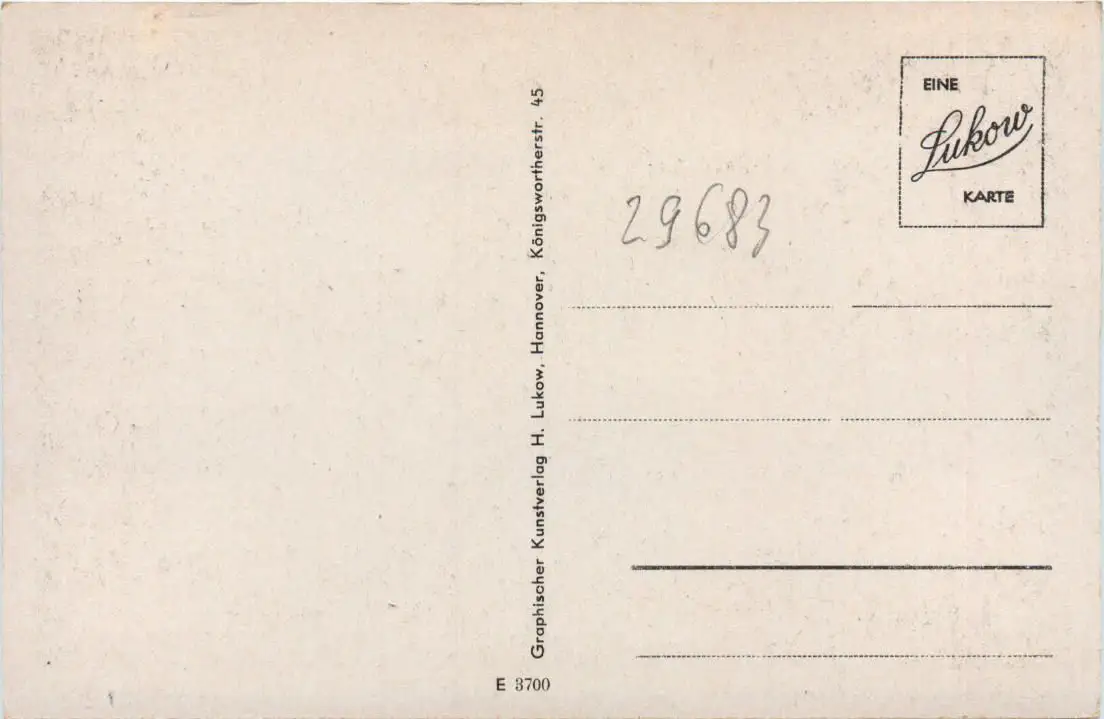 EINE
Lukow
KARTE
29683
Graphischer Kunstverlag H. Lukow, Hannover, Königswortherstr. 45
E 3700